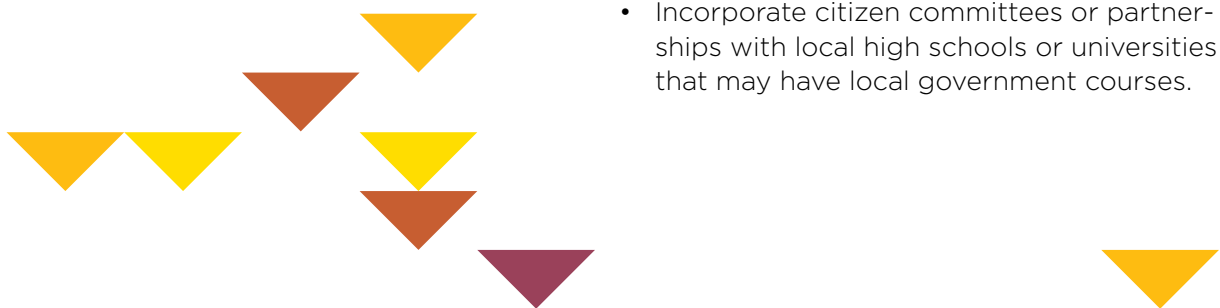 • Incorporate citizen committees or partner-
ships with local high schools or universities
that may have local government courses.